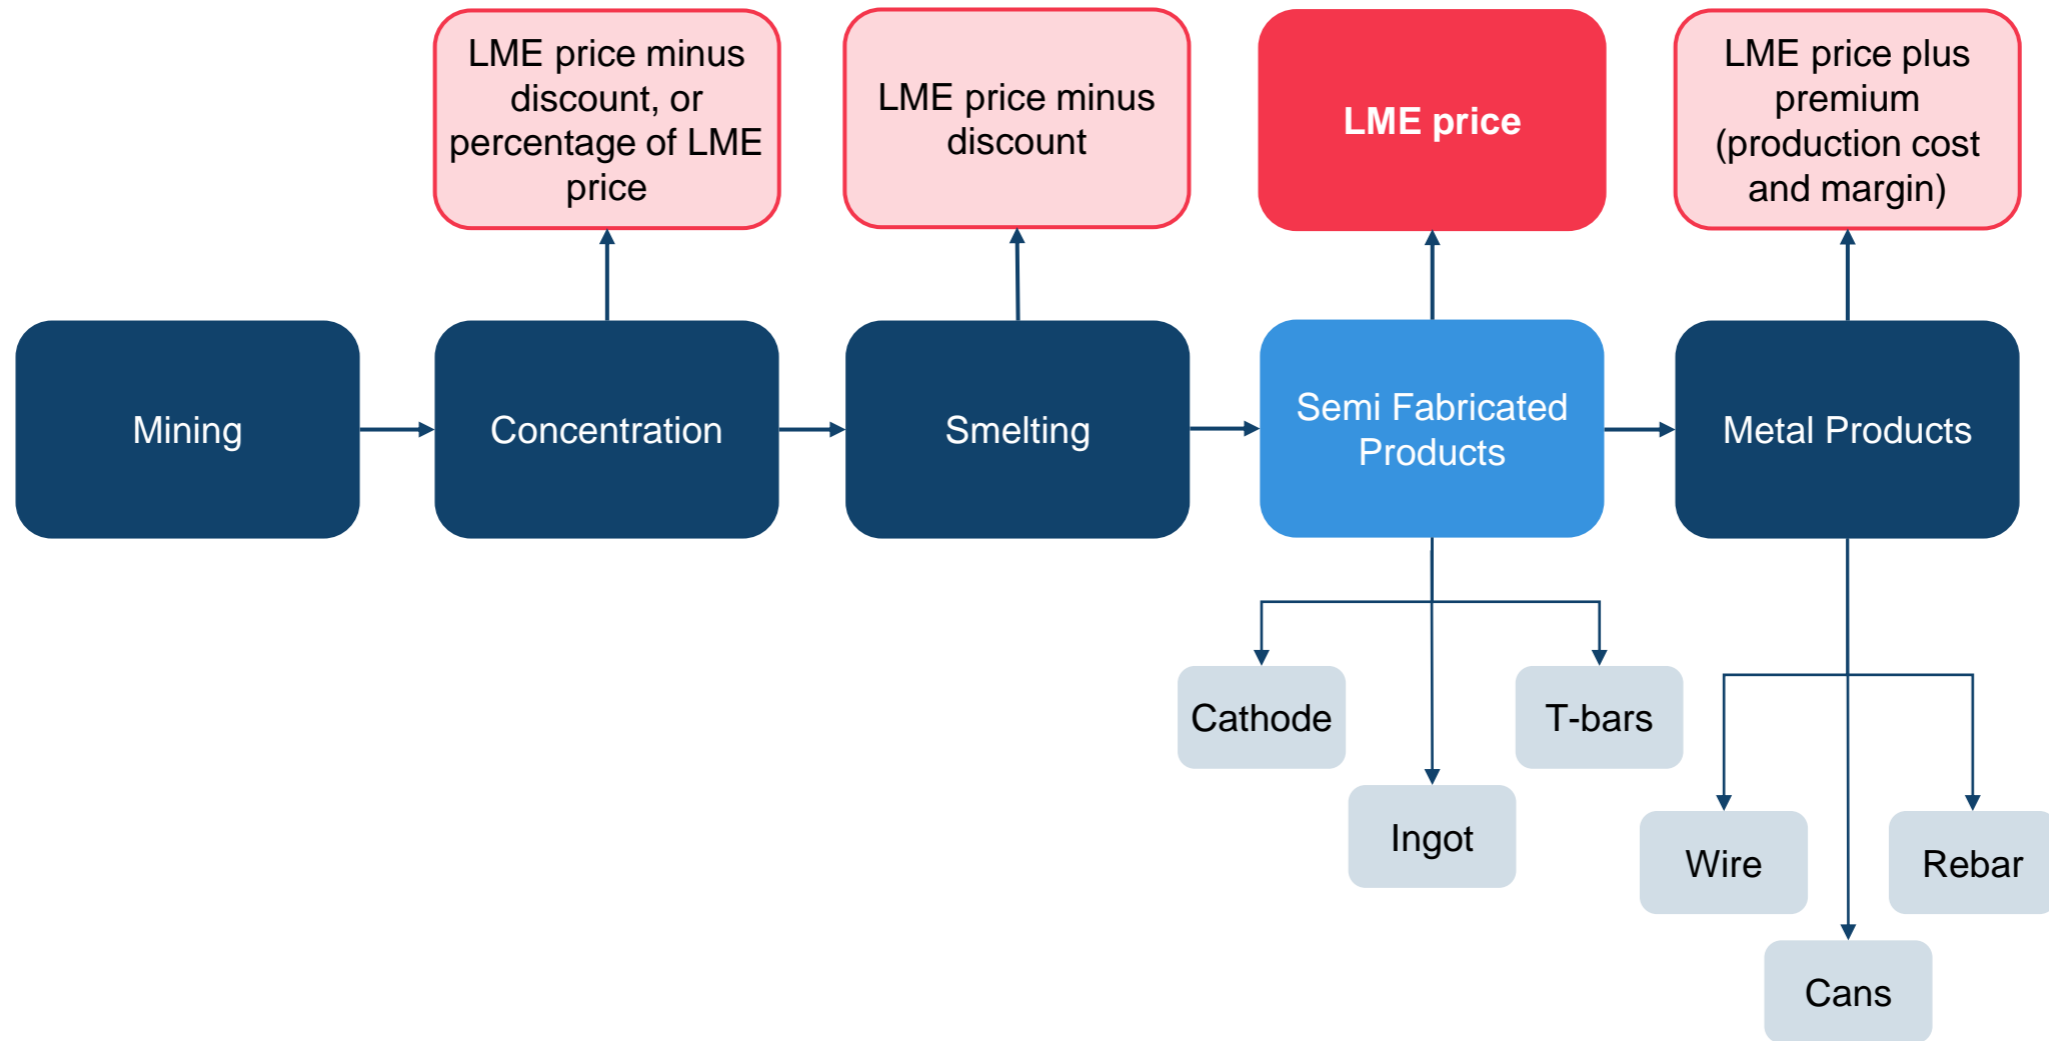 LME price minus
discount, or
percentage of LME
price
LME price minus
discount
LME price
LME price plus
premium
(production cost
and margin)
Mining
Concentration
Smelting
Semi Fabricated
Products
Metal Products
Cathode
T-bars
Ingot
Wire
Rebar
Cans